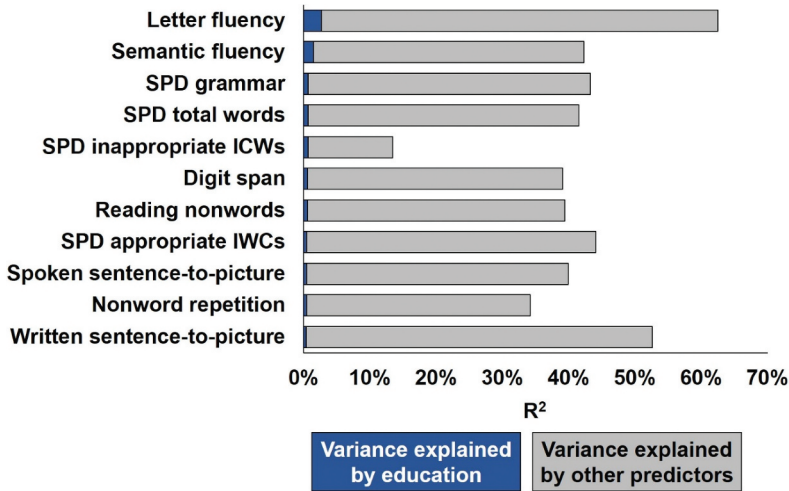 Letter fluency
Semantic fluency
SPD grammar
SPD total words
SPD inappropriate ICWs
Digit span
Reading nonwords
SPD appropriate IWCs
Spoken sentence-to-picture
Nonword repetition
Written sentence-to-picture
0% 10% 20% 30% 40% 50% 60% 70%
R²
Variance explained
by education
Variance explained
by other predictors